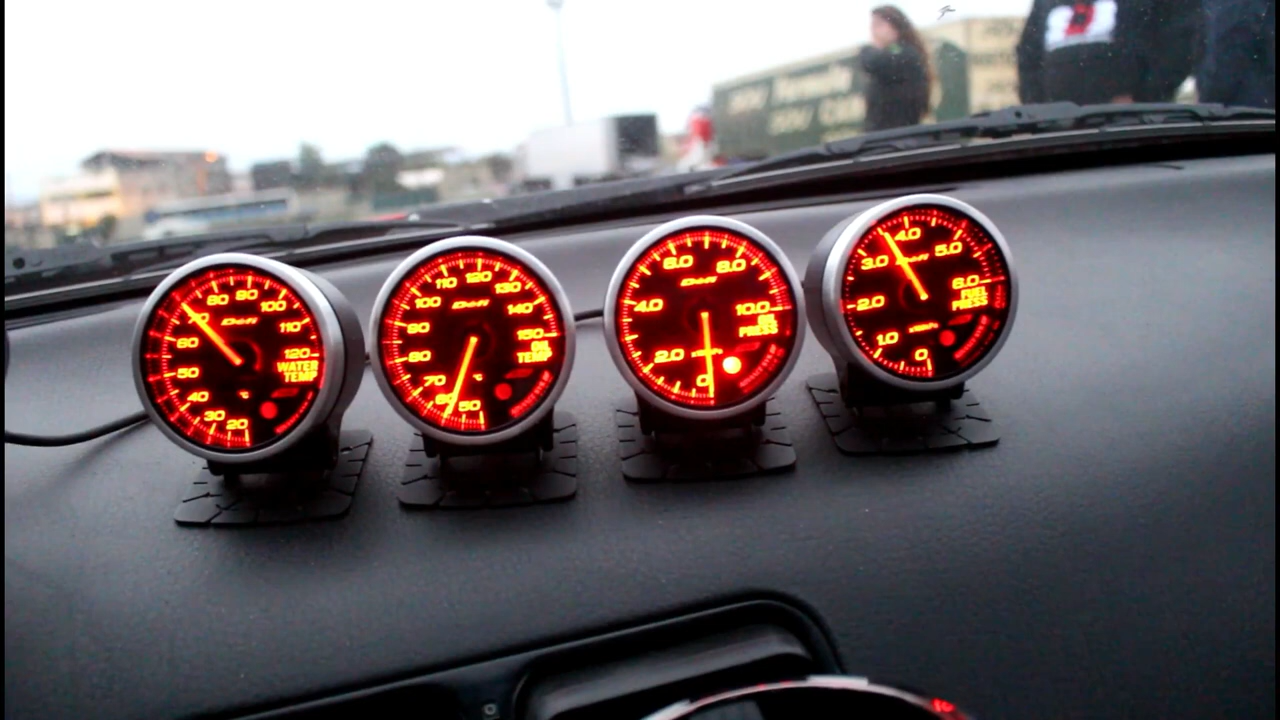 80 90 100
70
110
60
120
50
WATER
TEMP
40 °C
30
20
Defi
110 120 130
100 140
Defi
90 150
OIL
TEMP
80
70 °C
60 50
6.0 8.0
Defi
4.0 10.0
OIL
PRESS
2.0
0
4.0
3.0 5.0
Defi
6.0
2.0
FUEL
PRESS
1.0
0